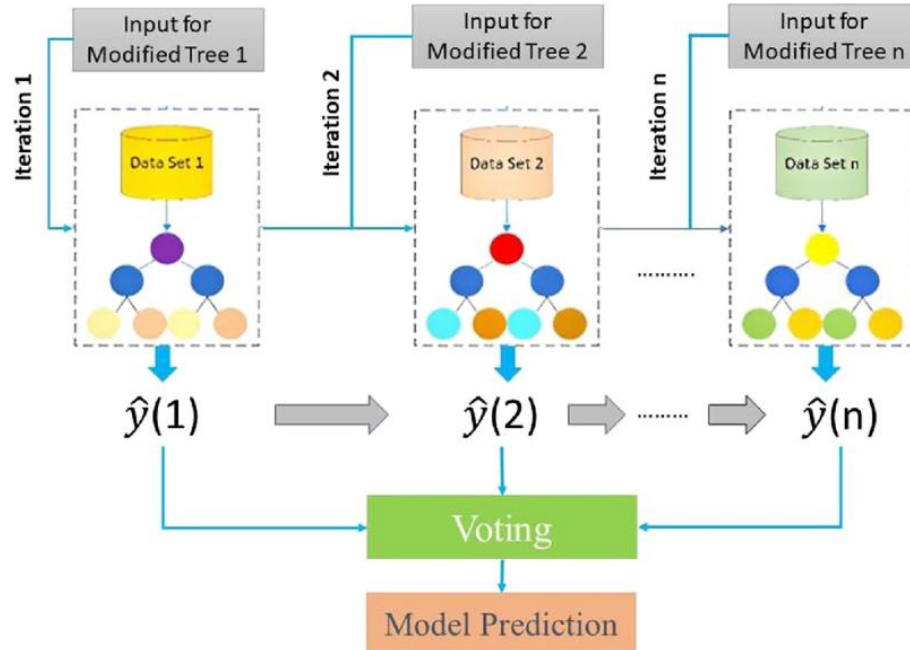 Input for
Modified Tree 1
Input for
Modified Tree 2
Input for
Modified Tree n
Iteration 1
Iteration 2
Iteration n
Data Set 1
Data Set 2
Data Set n
..........
ŷ(1)
ŷ(2)
.........
ŷ(n)
Voting
Model Prediction